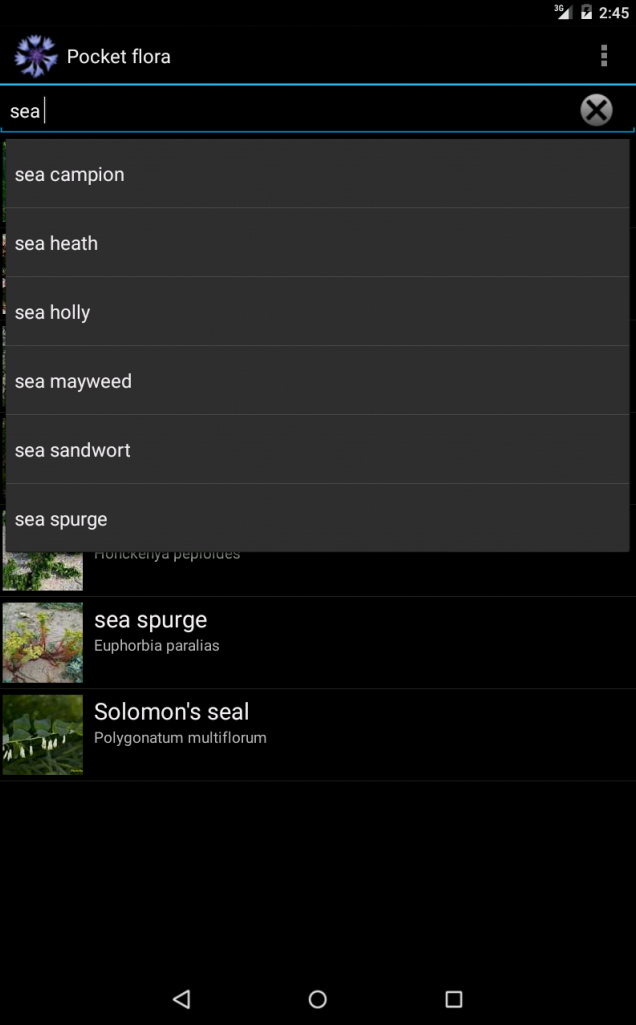 3G 2:45
Pocket flora
sea
sea campion
sea heath
sea holly
sea mayweed
sea sandwort
sea spurge
Honckenya peploides
sea spurge
Euphorbia paralias
Solomon's seal
Polygonatum multiflorum